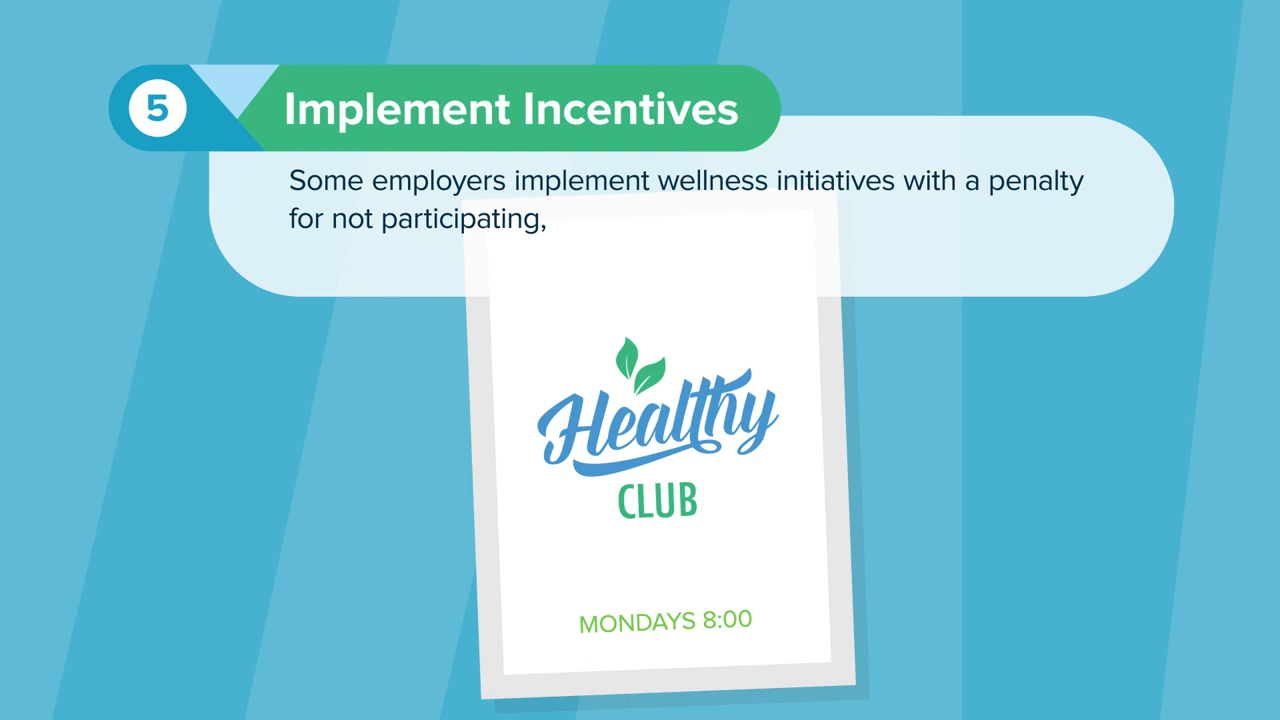 5
Implement Incentives
Some employers implement wellness initiatives with a penalty
for not participating,
Healthy
CLUB
MONDAYS 8:00